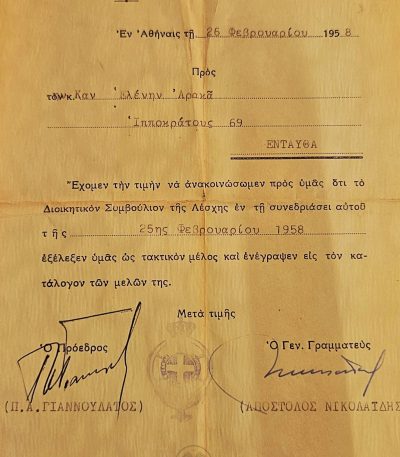 Ἐν Ἀθήναις τῇ 26 Φεβρουαρίου 1958
Πρὸς
τὸν κ. Καν Ἑλένην Ἀροκᾶ
Ἱπποκράτους 69
ΕΝΤΑΥΘΑ
Ἔχομεν τὴν τιμὴν νὰ ἀνακοινώσωμεν πρὸς ὑμᾶς ὅτι τὸ
Διοικητικὸν Συμβούλιον τῆς Λέσχης ἐν τῇ συνεδριάσει αὐτοῦ
τῆς 25ης Φεβρουαρίου 1958
ἐξέλεξεν ὑμᾶς ὡς τακτικὸν μέλος καὶ ἐνέγραψεν εἰς τὸν κα-
τάλογον τῶν μελῶν της.
Μετὰ τιμῆς
Ὁ Πρόεδρος Ὁ Γεν. Γραμματεὺς
(Π.Α.ΓΙΑΝΝΟΥΛΑΤΟΣ) (ΑΠΟΣΤΟΛΟΣ ΝΙΚΟΛΑΪΔΗΣ